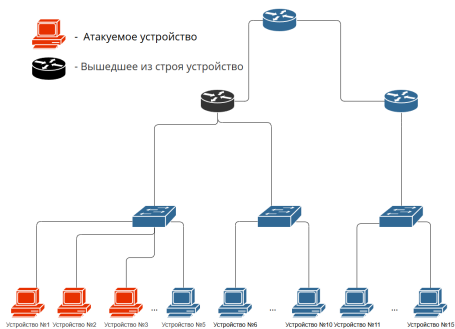 - Атакуемое устройство
- Вышедшее из строя устройство
... ... ...
Устройство №1 Устройство №2 Устройство №3 Устройство №5 Устройство №6 Устройство №10 Устройство №11 Устройство №15